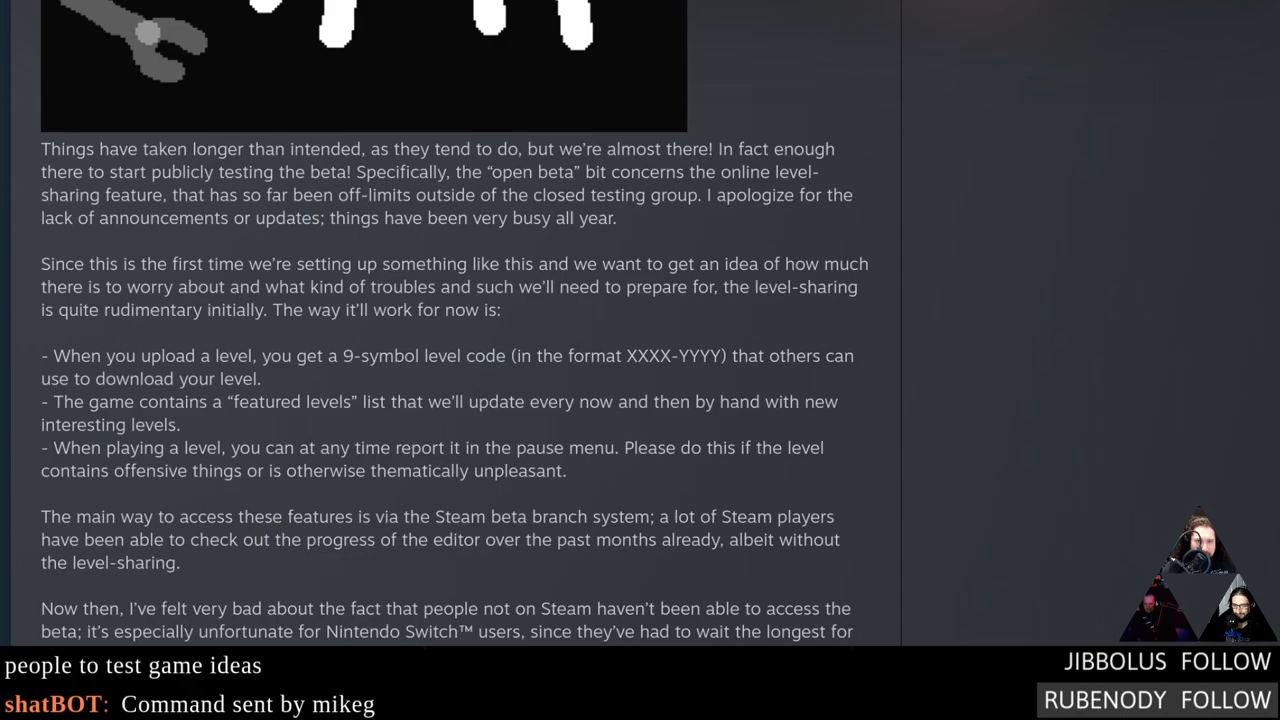 Things have taken longer than intended, as they tend to do, but we’re almost there! In fact enough
there to start publicly testing the beta! Specifically, the “open beta” bit concerns the online level-
sharing feature, that has so far been off-limits outside of the closed testing group. I apologize for the
lack of announcements or updates; things have been very busy all year.
Since this is the first time we’re setting up something like this and we want to get an idea of how much
there is to worry about and what kind of troubles and such we’ll need to prepare for, the level-sharing
is quite rudimentary initially. The way it’ll work for now is:
- When you upload a level, you get a 9-symbol level code (in the format XXXX-YYYY) that others can
use to download your level.
- The game contains a “featured levels” list that we’ll update every now and then by hand with new
interesting levels.
- When playing a level, you can at any time report it in the pause menu. Please do this if the level
contains offensive things or is otherwise thematically unpleasant.
The main way to access these features is via the Steam beta branch system; a lot of Steam players
have been able to check out the progress of the editor over the past months already, albeit without
the level-sharing.
Now then, I’ve felt very bad about the fact that people not on Steam haven’t been able to access the
beta; it’s especially unfortunate for Nintendo Switch™ users, since they’ve had to wait the longest for
people to test game ideas
shatBOT: Command sent by mikeg
JIBBOLUS FOLLOW
RUBENODY FOLLOW